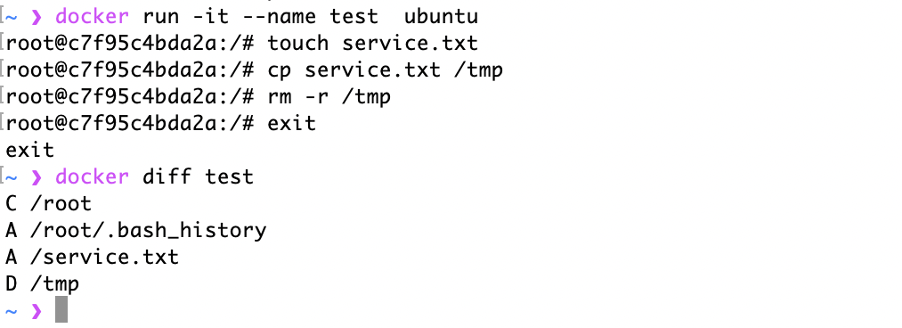 ~ ❯ docker run -it --name test  ubuntu
root@c7f95c4bda2a:/# touch service.txt
root@c7f95c4bda2a:/# cp service.txt /tmp
root@c7f95c4bda2a:/# rm -r /tmp
root@c7f95c4bda2a:/# exit
exit
~ ❯ docker diff test
C /root
A /root/.bash_history
A /service.txt
D /tmp
~ ❯